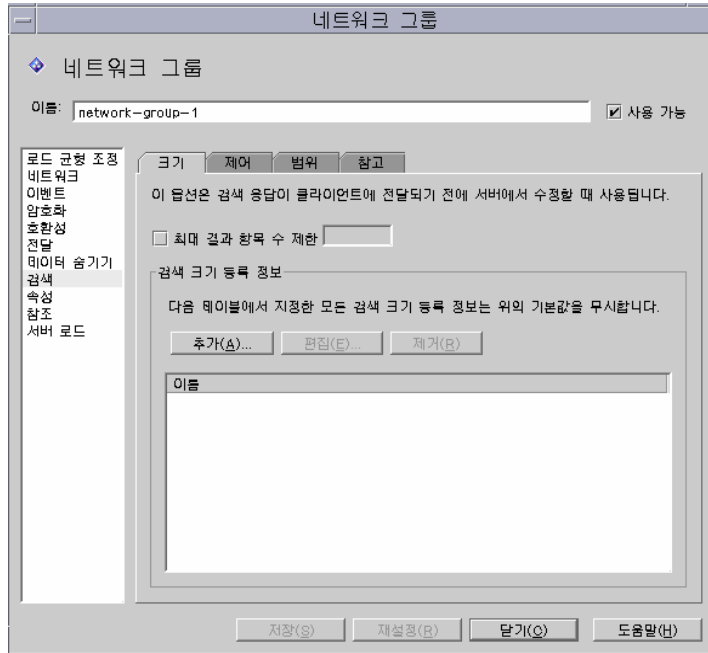 네트워크 그룹
네트워크 그룹
이름: network-group-1 사용 가능
로드 균형 조정
네트워크
이벤트
암호화
호환성
전달
데이터 숨기기
검색
속성
참조
서버 로드
크기 제어 범위 참고
이 옵션은 검색 응답이 클라이언트에 전달되기 전에 서버에서 수정할 때 사용됩니다.
최대 결과 항목 수 제한
검색 크기 등록 정보
다음 테이블에서 지정한 모든 검색 크기 등록 정보는 위의 기본값을 무시합니다.
추가(A)... 편집(E)... 제거(R)
이름
저장(S) 재설정(R) 닫기(C) 도움말(H)